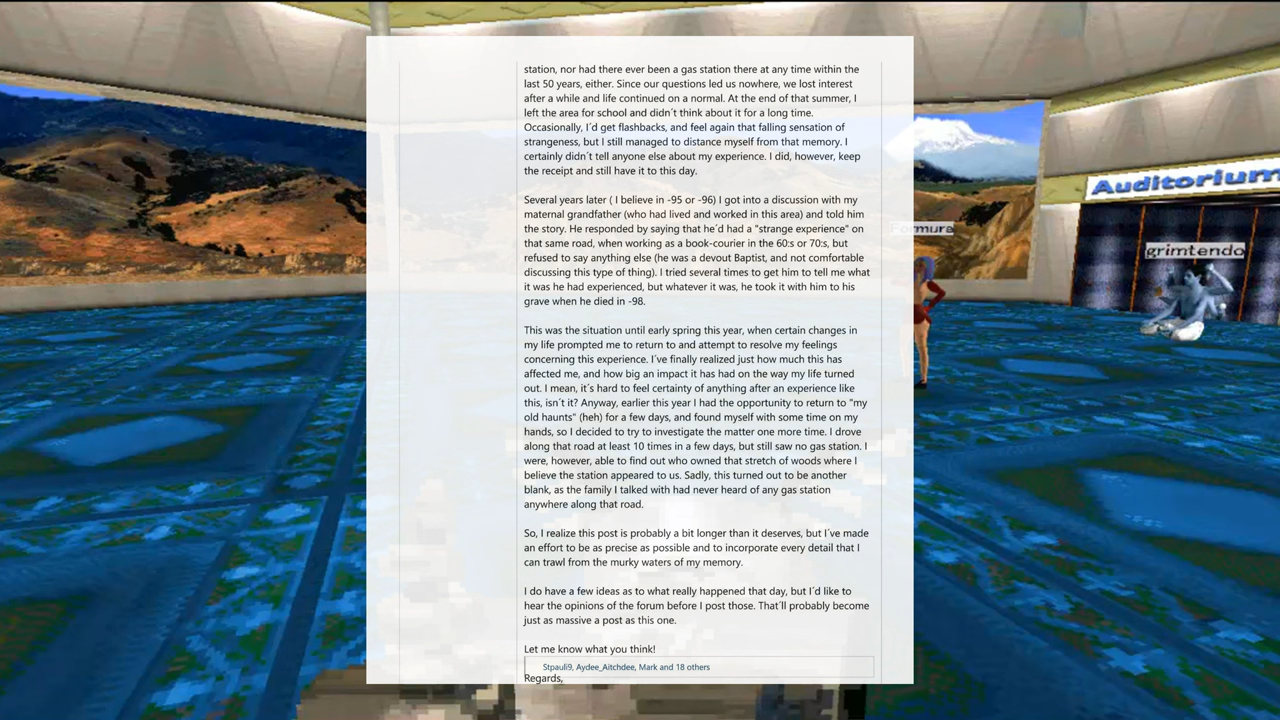 station, nor had there ever been a gas station there at any time within the
last 50 years, either. Since our questions led us nowhere, we lost interest
after a while and life continued on a normal. At the end of that summer, I
left the area for school and didn´t think about it for a long time.
Occasionally, I´d get flashbacks, and feel again that falling sensation of
strangeness, but I still managed to distance myself from that memory. I
certainly didn´t tell anyone else about my experience. I did, however, keep
the receipt and still have it to this day.
Several years later ( I believe in -95 or -96) I got into a discussion with my
maternal grandfather (who had lived and worked in this area) and told him
the story. He responded by saying that he´d had a "strange experience" on
that same road, when working as a book-courier in the 60:s or 70:s, but
refused to say anything else (he was a devout Baptist, and not comfortable
discussing this type of thing). I tried several times to get him to tell me what
it was he had experienced, but whatever it was, he took it with him to his
grave when he died in -98.
This was the situation until early spring this year, when certain changes in
my life prompted me to return to and attempt to resolve my feelings
concerning this experience. I´ve finally realized just how much this has
affected me, and how big an impact it has had on the way my life turned
out. I mean, it´s hard to feel certainty of anything after an experience like
this, isn´t it? Anyway, earlier this year I had the opportunity to return to "my
old haunts" (heh) for a few days, and found myself with some time on my
hands, so I decided to try to investigate the matter one more time. I drove
along that road at least 10 times in a few days, but still saw no gas station. I
were, however, able to find out who owned that stretch of woods where I
believe the station appeared to us. Sadly, this turned out to be another
blank, as the family I talked with had never heard of any gas station
anywhere along that road.
So, I realize this post is probably a bit longer than it deserves, but I´ve made
an effort to be as precise as possible and to incorporate every detail that I
can trawl from the murky waters of my memory.
I do have a few ideas as to what really happened that day, but I´d like to
hear the opinions of the forum before I post those. That´ll probably become
just as massive a post as this one.
Let me know what you think!
Stpauli9, Aydee_Aitchdee, Mark and 18 others
Regards,
Auditorium
Formura
grimtendo